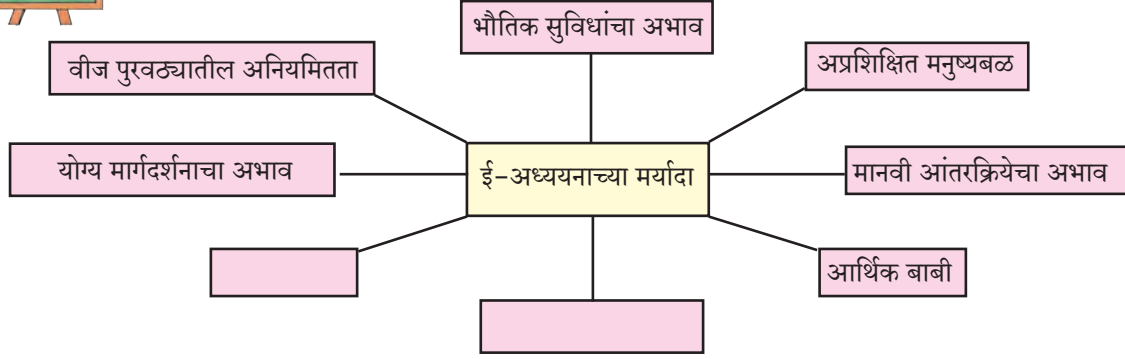 भौतिक सुविधांचा अभाव
वीज पुरवठ्यातील अनियमितता
अप्रशिक्षित मनुष्यबळ
योग्य मार्गदर्शनाचा अभाव
ई-अध्ययनाच्या मर्यादा
मानवी आंतरक्रियेचा अभाव
आर्थिक बाबी